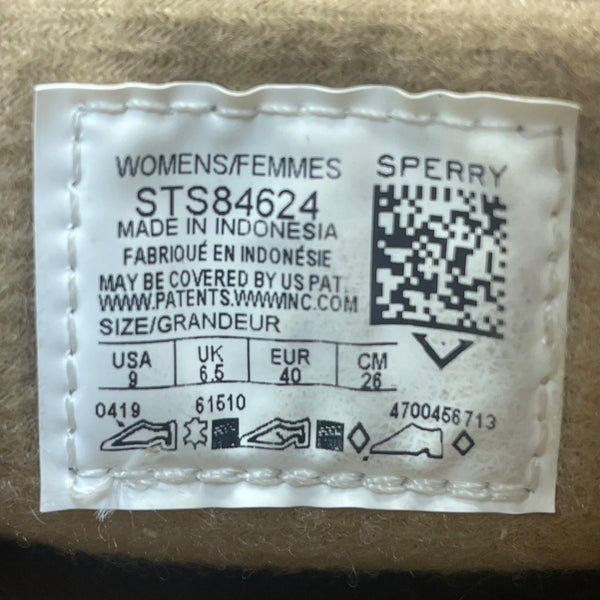 WOMENS/FEMMES
SPERRY
STS84624
MADE IN INDONESIA
FABRIQUÉ EN INDONÉSIE
MAY BE COVERED BY US PAT.
WWW.PATENTS.WWWINC.COM
SIZE/GRANDEUR
USA UK EUR CM
9 6.5 40 26
0419 61510 4700456713